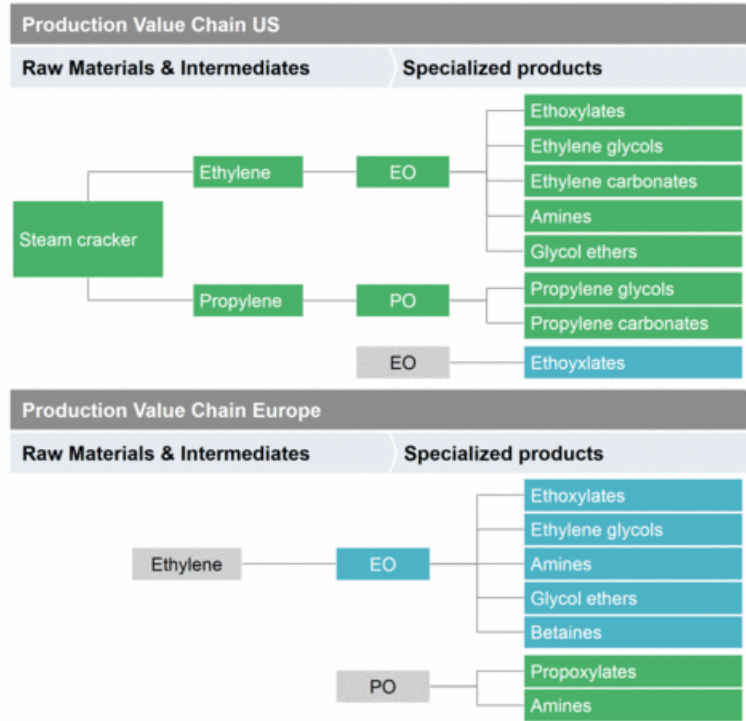 Production Value Chain US
Raw Materials & Intermediates
Specialized products
Ethoxylates
Ethylene glycols
Ethylene
EO
Ethylene carbonates
Amines
Steam cracker
Glycol ethers
Propylene glycols
Propylene
PO
Propylene carbonates
EO
Ethoyxlates
Production Value Chain Europe
Raw Materials & Intermediates
Specialized products
Ethoxylates
Ethylene glycols
Ethylene
EO
Amines
Glycol ethers
Betaines
Propoxylates
PO
Amines